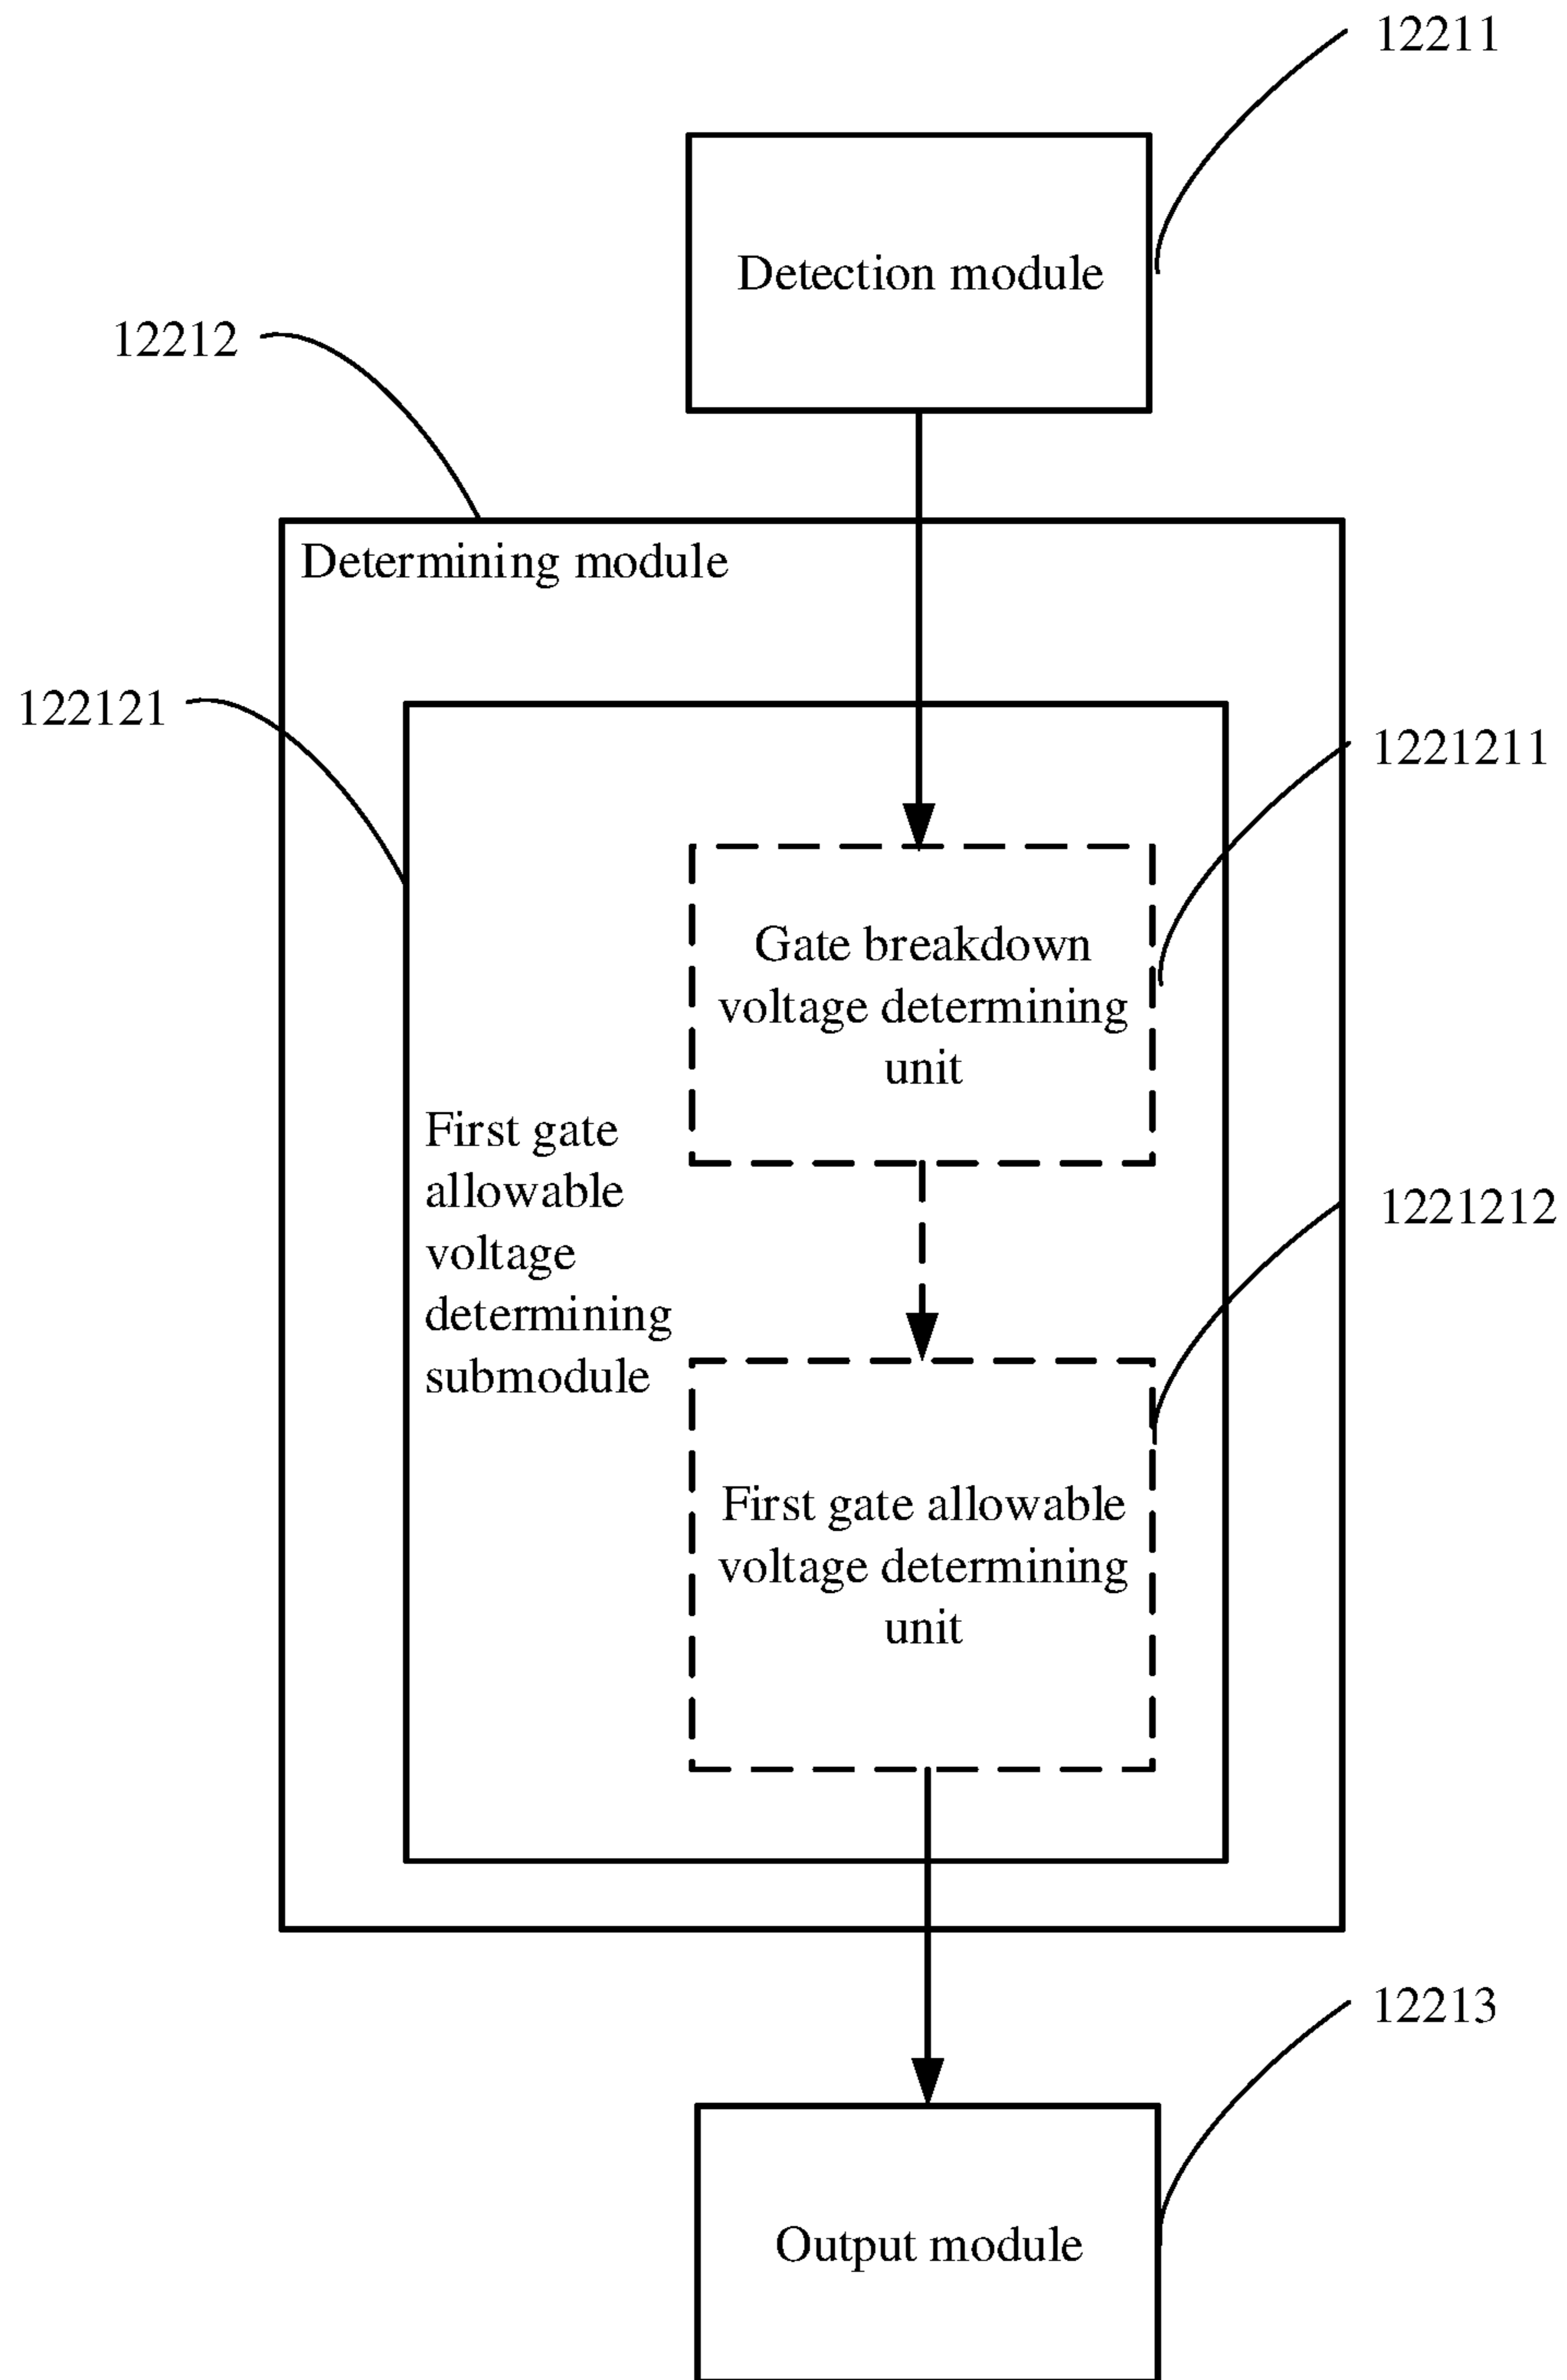 12211
Detection module
12212
Determining module
122121
1221211
Gate breakdown
voltage determining
unit
First gate
allowable
voltage
determining
submodule
1221212
First gate allowable
voltage determining
unit
12213
Output module